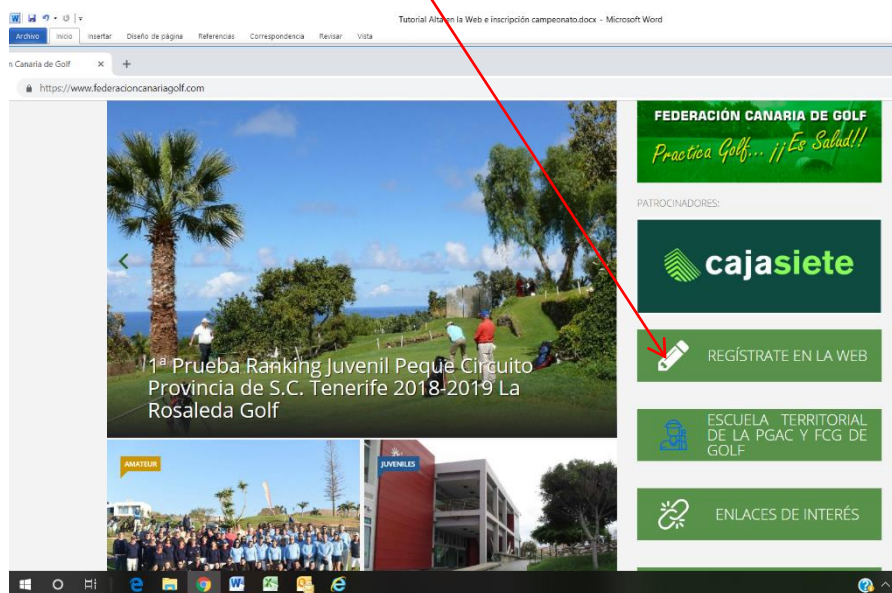 Tutorial Alta en la Web e inscripción campeonato.docx - Microsoft Word
Archivo Inicio Insertar Diseño de página Referencias Correspondencia Revisar Vista
n Canaria de Golf
https://www.federacioncanariagolf.com
FEDERACIÓN CANARIA DE GOLF
Practica Golf... ¡¡Es Salud!!
PATROCINADORES:
cajasiete
1ª Prueba Ranking Juvenil Peque Circuito
Provincia de S.C. Tenerife 2018-2019 La
Rosaleda Golf
REGÍSTRATE EN LA WEB
ESCUELA TERRITORIAL
DE LA PGAC Y FCG DE
GOLF
AMATEUR
JUVENILES
ENLACES DE INTERÉS